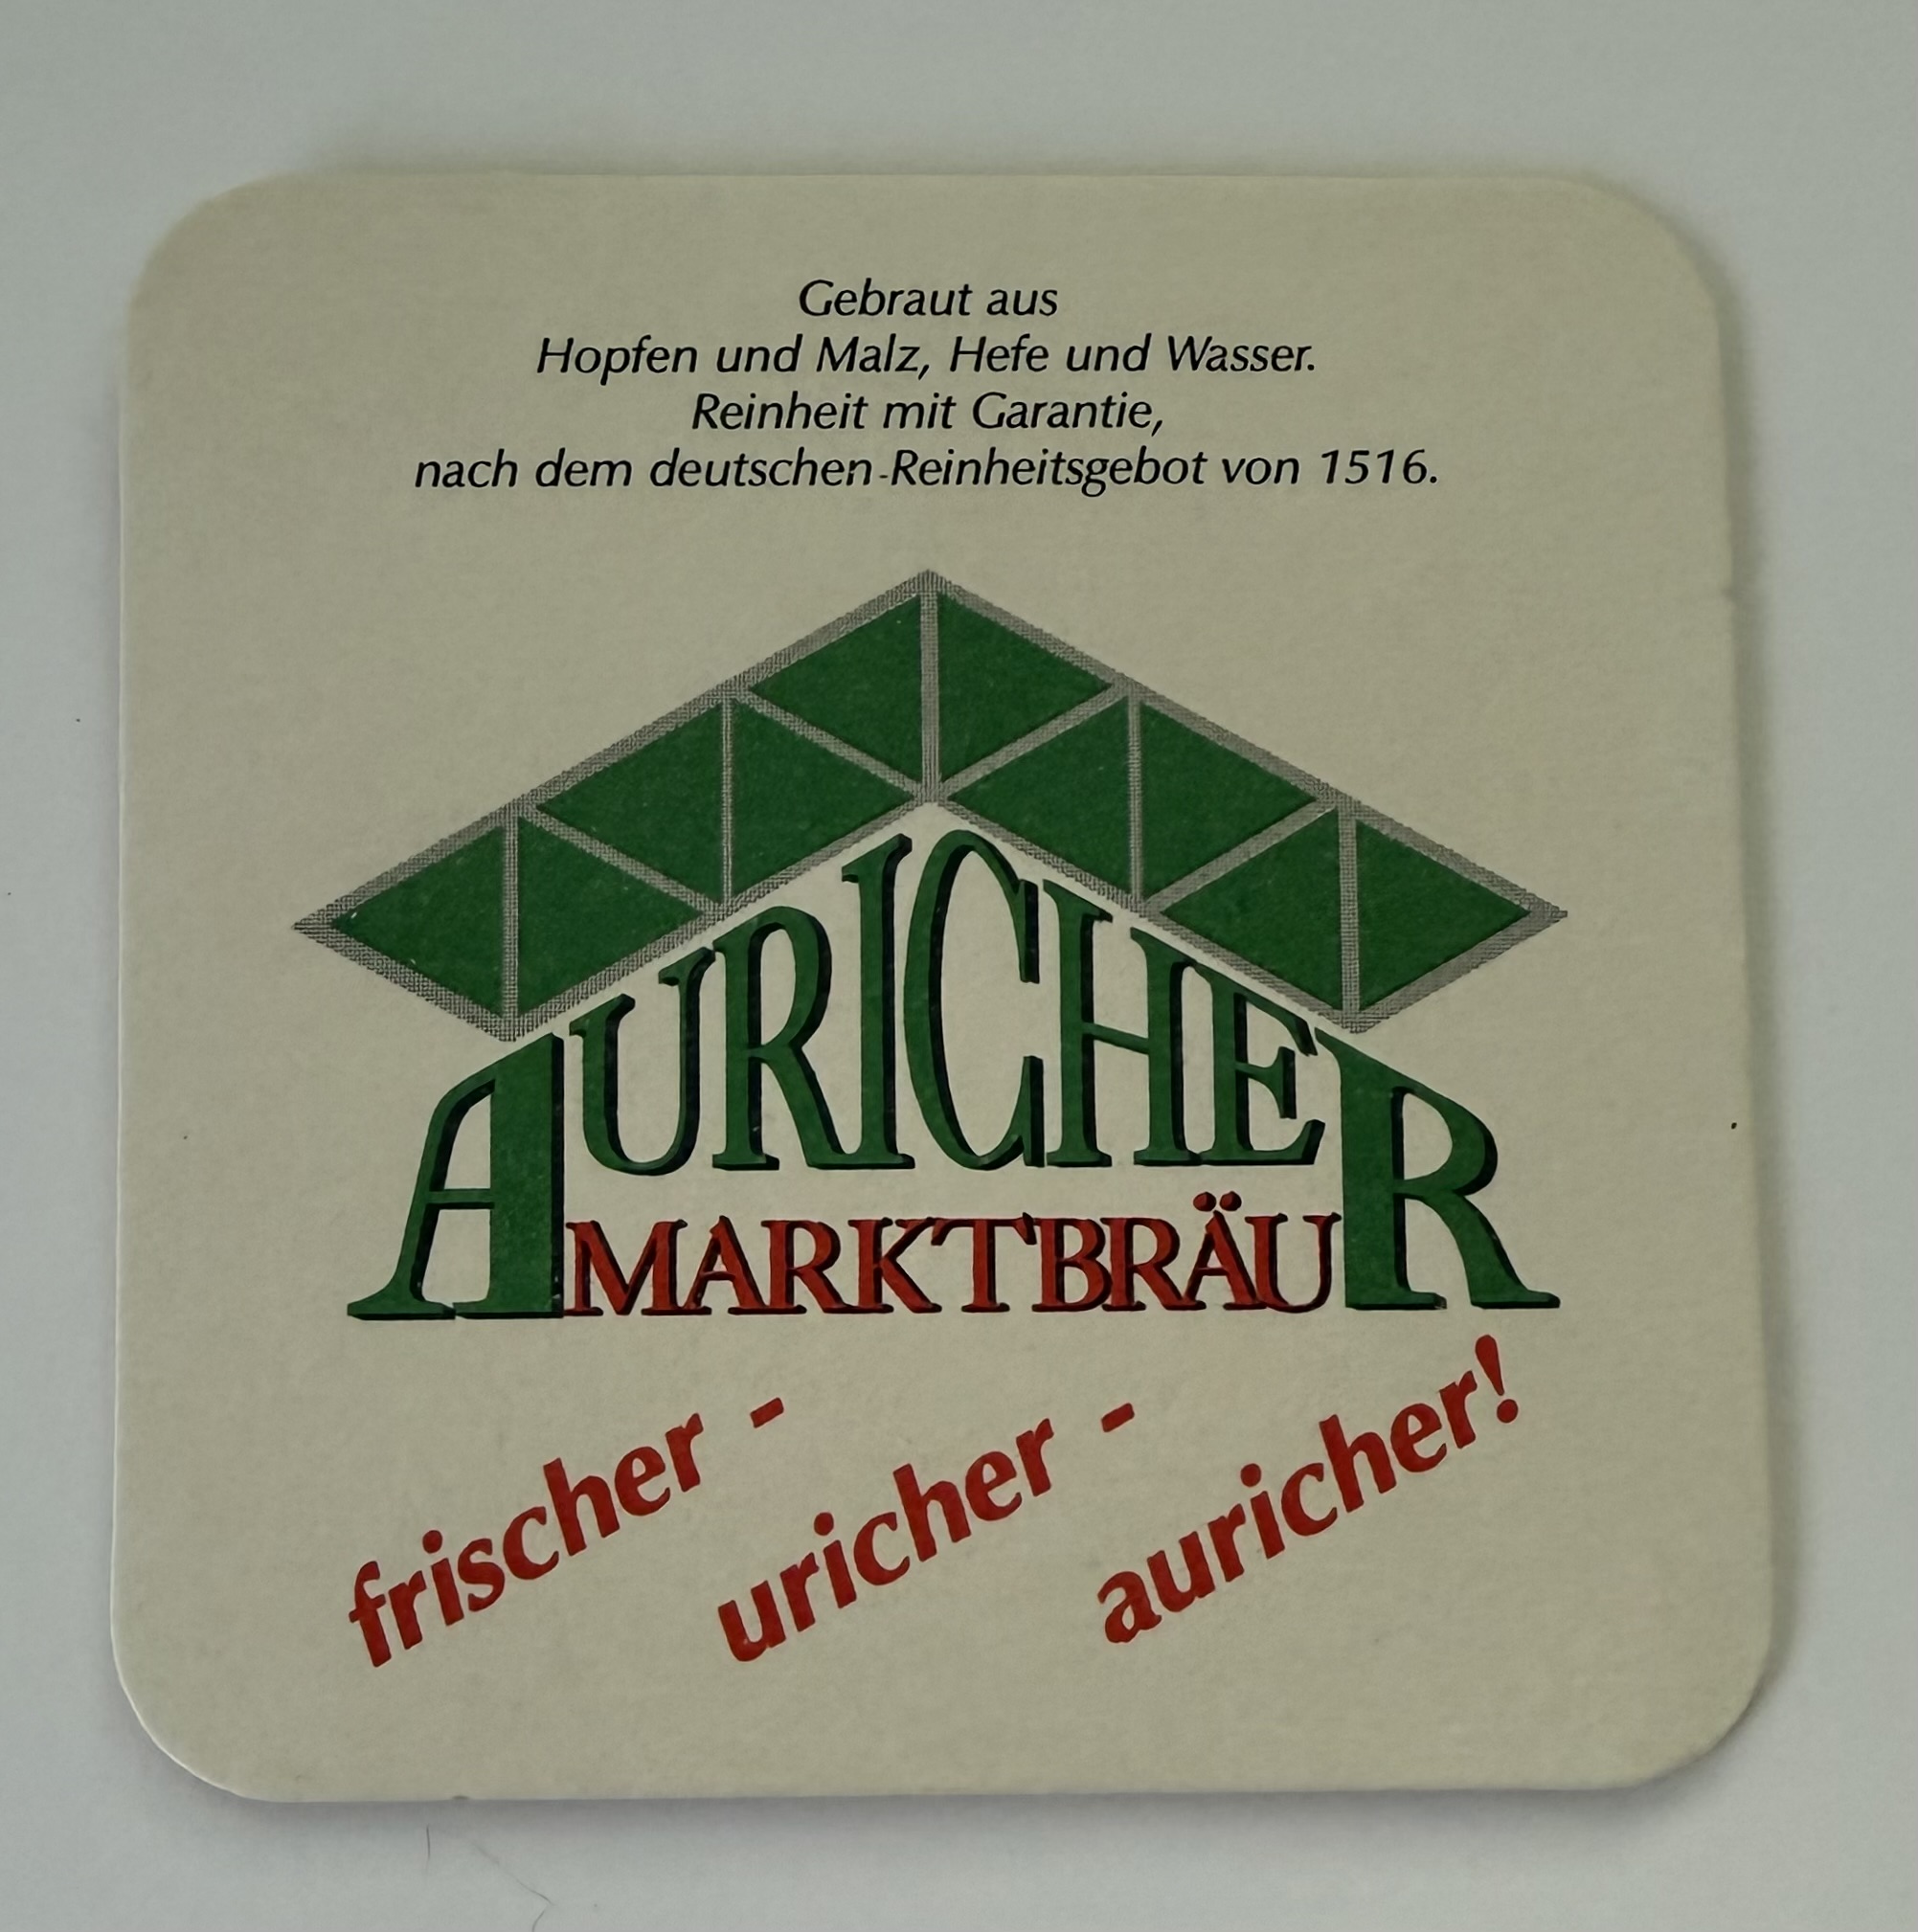 Gebraut aus
Hopfen und Malz, Hefe und Wasser.
Reinheit mit Garantie,
nach dem deutschen-Reinheitsgebot von 1516.
AURICHER
MARKTBRÄU
frischer - uricher - auricher!